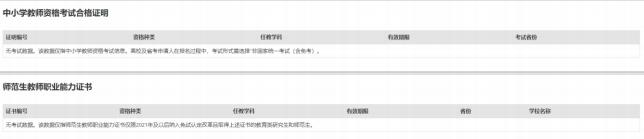 中小学教师资格考试合格证明
证明编号 资格种类 任教学科 有效期限 考试省份
无考试数据。该数据仅指中小学教师资格考试信息。高校及省考申请人在报名过程中，考试形式需选择“非国家统一考试（含免考）。
师范生教师职业能力证书
证书编号 资格种类 任教学科 有效期限 省份 学校名称
无考试数据。该数据仅指师范生教师职业能力证书仅限2021年及以后纳入免试认定改革且取得上述证书的教育类研究生和师范生。